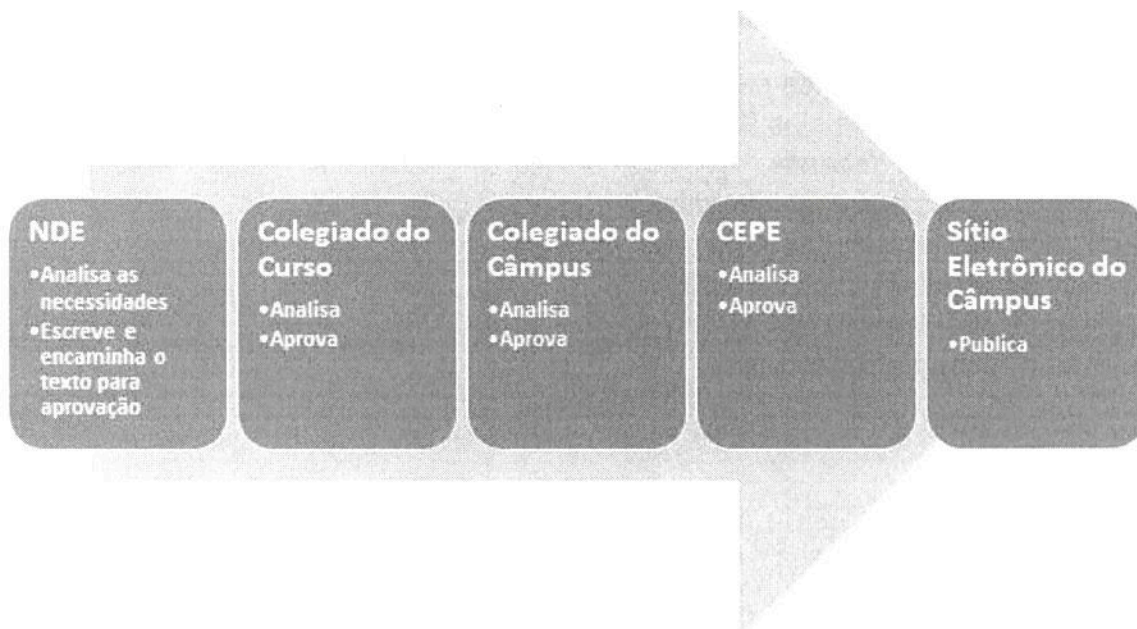 NDE
•Analisa as
necessidades
•Escreve e
encaminha o
texto para
aprovação
Colegiado do
Curso
•Analisa
•Aprova
Colegiado do
Câmpus
•Analisa
•Aprova
CEPE
•Analisa
•Aprova
Sítio
Eletrônico do
Câmpus
•Publica